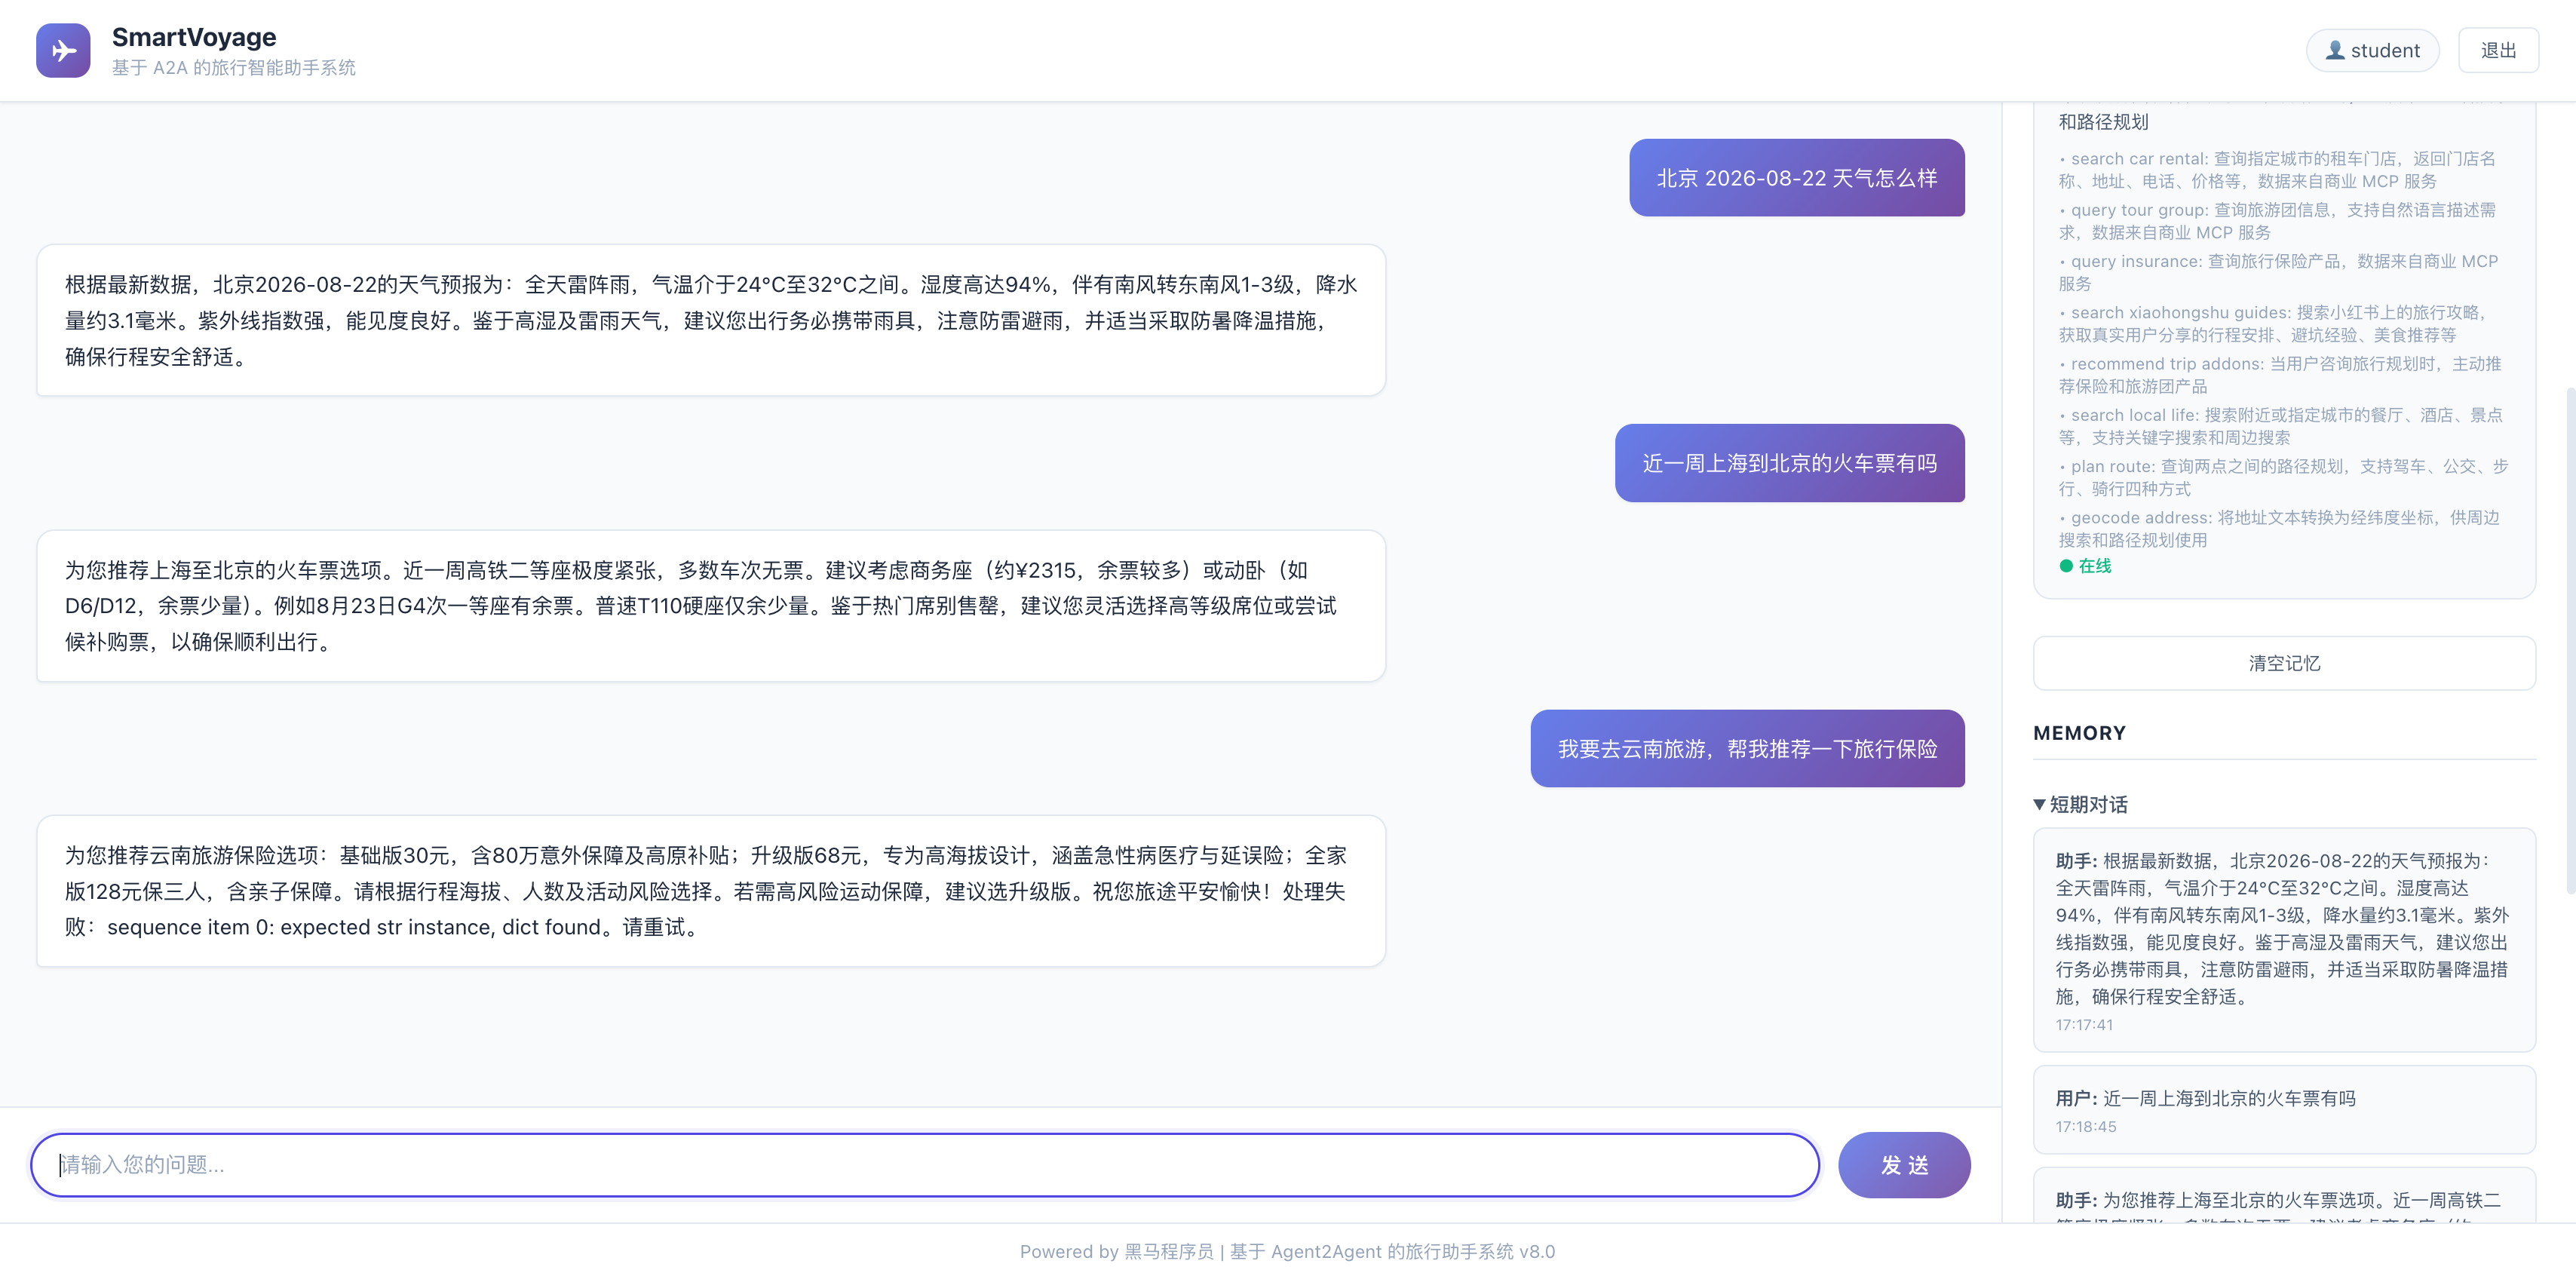 SmartVoyage
基于 A2A 的旅行智能助手系统
student
退出
北京 2026-08-22 天气怎么样
根据最新数据，北京2026-08-22的天气预报为：全天雷阵雨，气温介于24°C至32°C之间。湿度高达94%，伴有南风转东南风1-3级，降水
量约3.1毫米。紫外线指数强，能见度良好。鉴于高湿及雷雨天气，建议您出行务必携带雨具，注意防雷避雨，并适当采取防暑降温措施，
确保行程安全舒适。
近一周上海到北京的火车票有吗
为您推荐上海至北京的火车票选项。近一周高铁二等座极度紧张，多数车次无票。建议考虑商务座（约¥2315，余票较多）或动卧（如
D6/D12，余票少量）。例如8月23日G4次一等座有余票。普速T110硬座仅余少量。鉴于热门席别售罄，建议您灵活选择高等级席位或尝试
候补购票，以确保顺利出行。
我要去云南旅游，帮我推荐一下旅行保险
为您推荐云南旅游保险选项：基础版30元，含80万意外保障及高原补贴；升级版68元，专为高海拔设计，涵盖急性病医疗与延误险；全家
版128元保三人，含亲子保障。请根据行程海拔、人数及活动风险选择。若需高风险运动保障，建议选升级版。祝您旅途平安愉快！处理失
败：sequence item 0: expected str instance, dict found。请重试。
请输入您的问题...
发 送
和路径规划
• search car rental: 查询指定城市的租车门店，返回门店名
称、地址、电话、价格等，数据来自商业 MCP 服务
• query tour group: 查询旅游团信息，支持自然语言描述需
求，数据来自商业 MCP 服务
• query insurance: 查询旅行保险产品，数据来自商业 MCP
服务
• search xiaohongshu guides: 搜索小红书上的旅行攻略，
获取真实用户分享的行程安排、避坑经验、美食推荐等
• recommend trip addons: 当用户咨询旅行规划时，主动推
荐保险和旅游团产品
• search local life: 搜索附近或指定城市的餐厅、酒店、景点
等，支持关键字搜索和周边搜索
• plan route: 查询两点之间的路径规划，支持驾车、公交、步
行、骑行四种方式
• geocode address: 将地址文本转换为经纬度坐标，供周边
搜索和路径规划使用
在线
清空记忆
MEMORY
▼短期对话
助手: 根据最新数据，北京2026-08-22的天气预报为：
全天雷阵雨，气温介于24°C至32°C之间。湿度高达
94%，伴有南风转东南风1-3级，降水量约3.1毫米。紫外
线指数强，能见度良好。鉴于高湿及雷雨天气，建议您出
行务必携带雨具，注意防雷避雨，并适当采取防暑降温措
施，确保行程安全舒适。
17:17:41
用户: 近一周上海到北京的火车票有吗
17:18:45
助手: 为您推荐上海至北京的火车票选项。近一周高铁二
Powered by 黑马程序员 | 基于 Agent2Agent 的旅行助手系统 v8.0